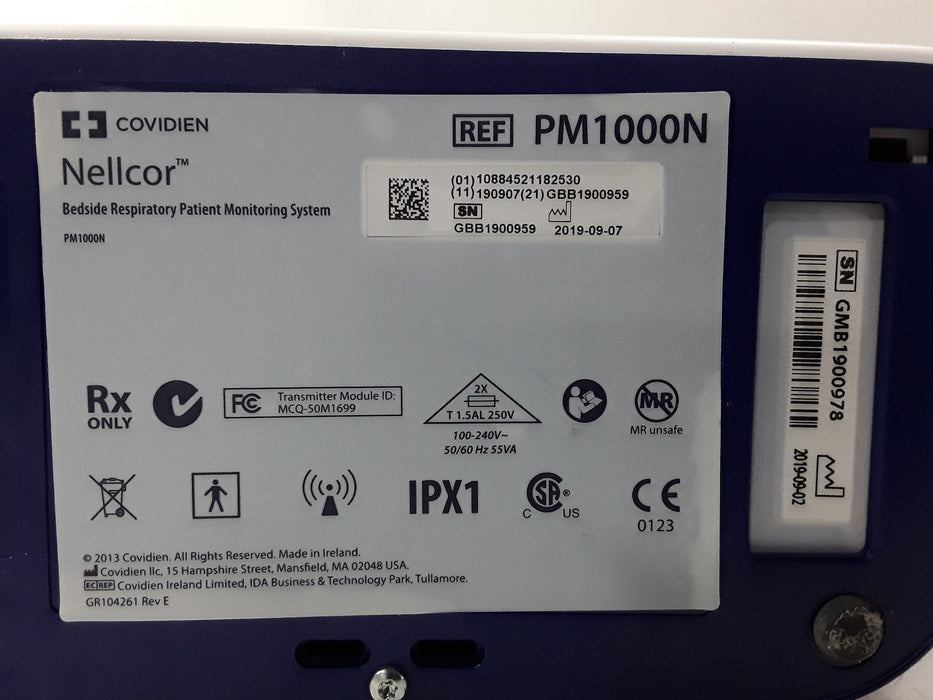 COVIDIEN
REF PM1000N
Nellcor™
Bedside Respiratory Patient Monitoring System
PM1000N
(01)10884521182530
(11)190907(21)GBB1900959
SN
GBB1900959 2019-09-07
SN GMB1900978
2019-09-02
Rx
ONLY
FC Transmitter Module ID:
MCQ-50M1699
2X
T 1.5AL 250V
100-240V~
50/60 Hz 55VA
MR
MR unsafe
IPX1
C SA® US
CE
0123
© 2013 Covidien. All Rights Reserved. Made in Ireland.
Covidien llc, 15 Hampshire Street, Mansfield, MA 02048 USA.
EC REP Covidien Ireland Limited, IDA Business & Technology Park, Tullamore.
GR104261 Rev E